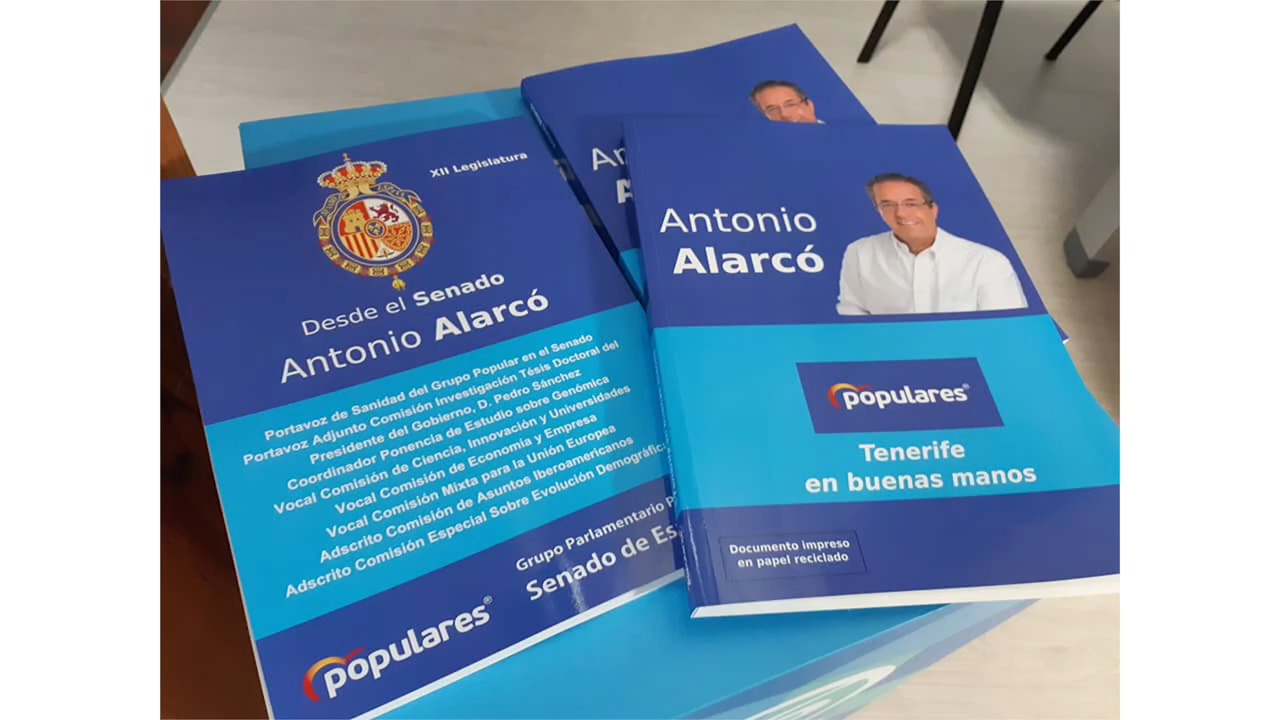 XII Legislatura
Desde el Senado
Antonio Alarcó
Portavoz de Sanidad del Grupo Popular en el Senado
Portavoz Adjunto Comisión Investigación Tésis Doctoral del
Presidente del Gobierno, D. Pedro Sánchez
Coordinador Ponencia de Estudio sobre Genómica
Vocal Comisión de Ciencia, Innovación y Universidades
Vocal Comisión de Economía y Empresa
Vocal Comisión Mixta para la Unión Europea
Adscrito Comisión de Asuntos Iberoamericanos
Adscrito Comisión Especial Sobre Evolución Demográfica
Grupo Parlamentario
Senado de
populares®
Antonio
Alarcó
populares®
Tenerife
en buenas manos
Documento impreso
en papel reciclado